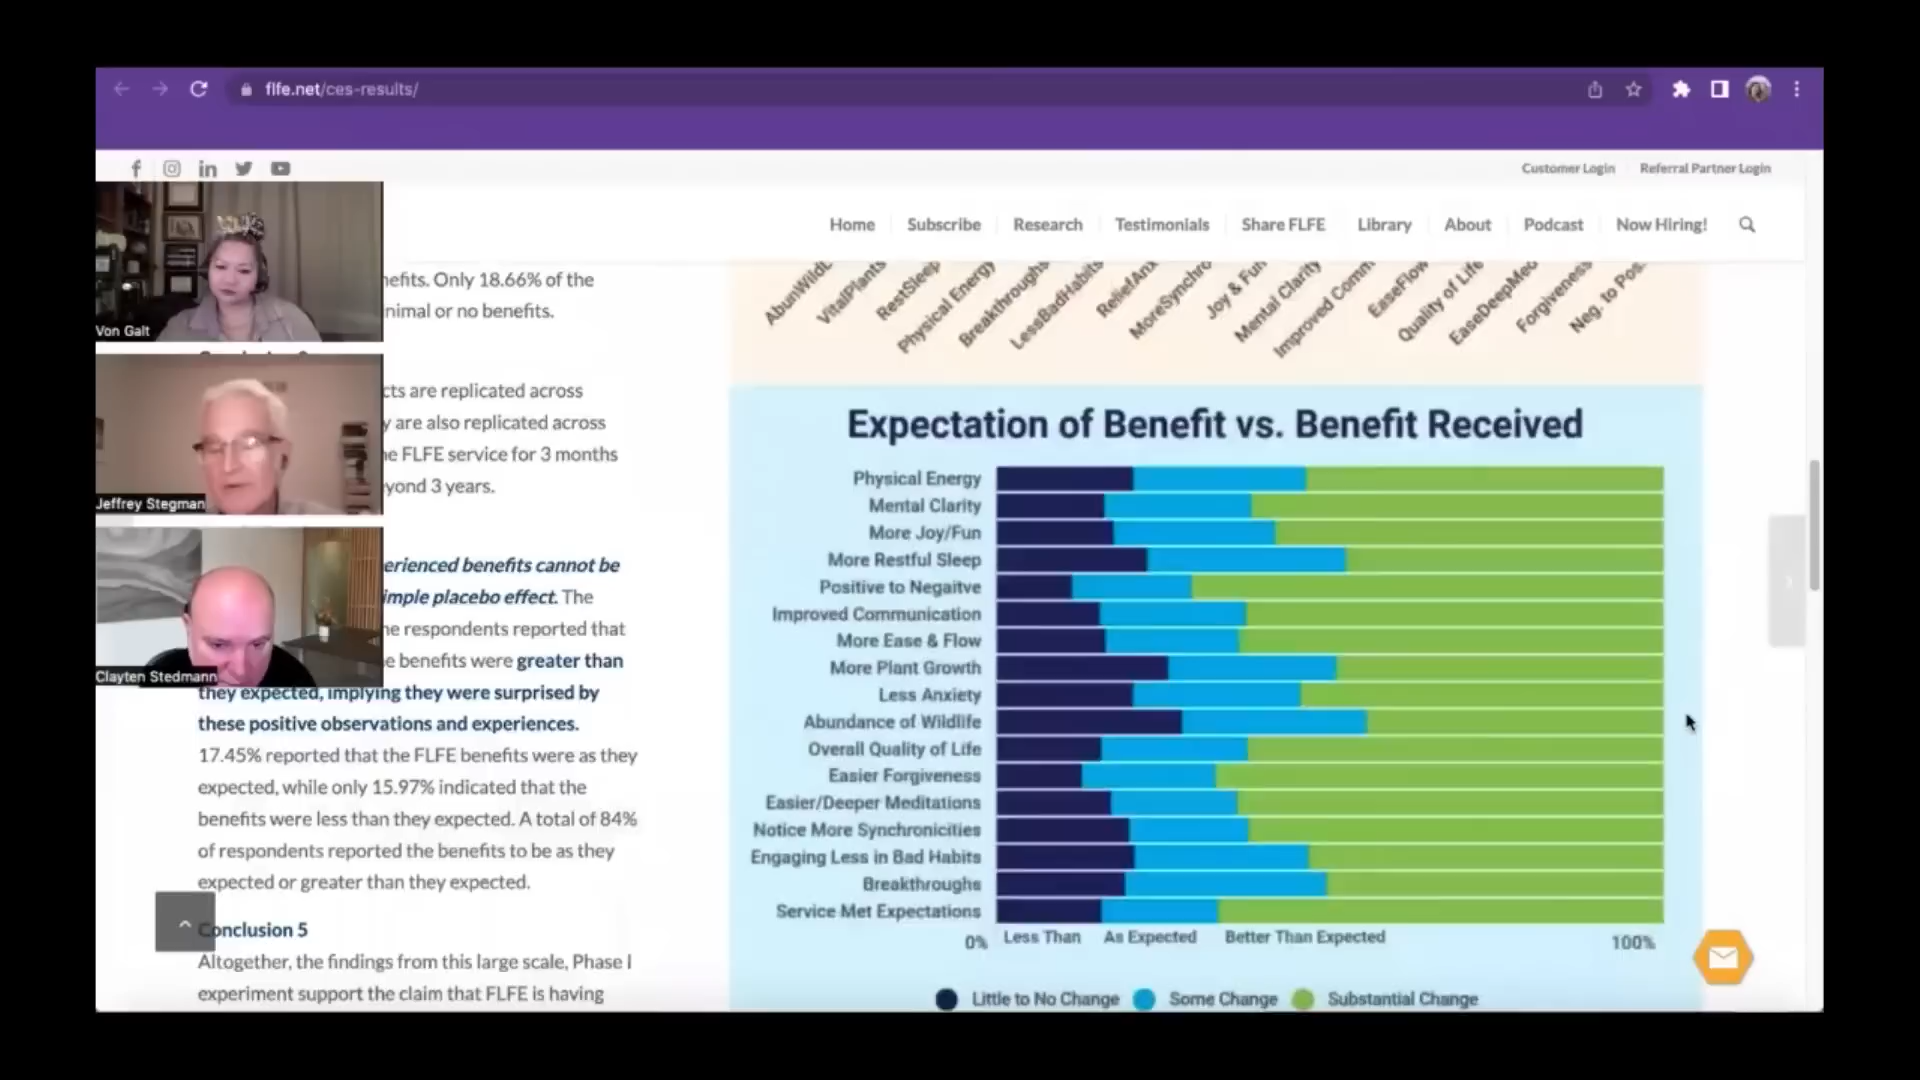 flfe.net/ces-results/
Customer Login
Referral Partner Login
Home
Subscribe
Research
Testimonials
Share FLFE
Library
About
Podcast
Now Hiring!
Von Galt
Jeffrey Stegman
Clayten Stedmann
nefits. Only 18.66% of the
nimal or no benefits.
cts are replicated across
y are also replicated across
he FLFE service for 3 months
yond 3 years.
erienced benefits cannot be
imple placebo effect. The
he respondents reported that
e benefits were greater than
they expected, implying they were surprised by
these positive observations and experiences.
17.45% reported that the FLFE benefits were as they
expected, while only 15.97% indicated that the
benefits were less than they expected. A total of 84%
of respondents reported the benefits to be as they
expected or greater than they expected.
Conclusion 5
Altogether, the findings from this large scale, Phase I
experiment support the claim that FLFE is having
AbunWildL
VitalPlants
RestSleep
Physical Energy
Breakthroughs
LessBadHabits
ReliefAnx
MoreSynchro
Joy & Fun
Mental Clarity
Improved Comm
EaseFlow
Quality of Life
EaseDeepMed
Forgiveness
Neg. to Pos.
Expectation of Benefit vs. Benefit Received
Physical Energy
Mental Clarity
More Joy/Fun
More Restful Sleep
Positive to Negaitve
Improved Communication
More Ease & Flow
More Plant Growth
Less Anxiety
Abundance of Wildlife
Overall Quality of Life
Easier Forgiveness
Easier/Deeper Meditations
Notice More Synchronicities
Engaging Less in Bad Habits
Breakthroughs
Service Met Expectations
0% Less Than As Expected Better Than Expected 100%
Little to No Change Some Change Substantial Change